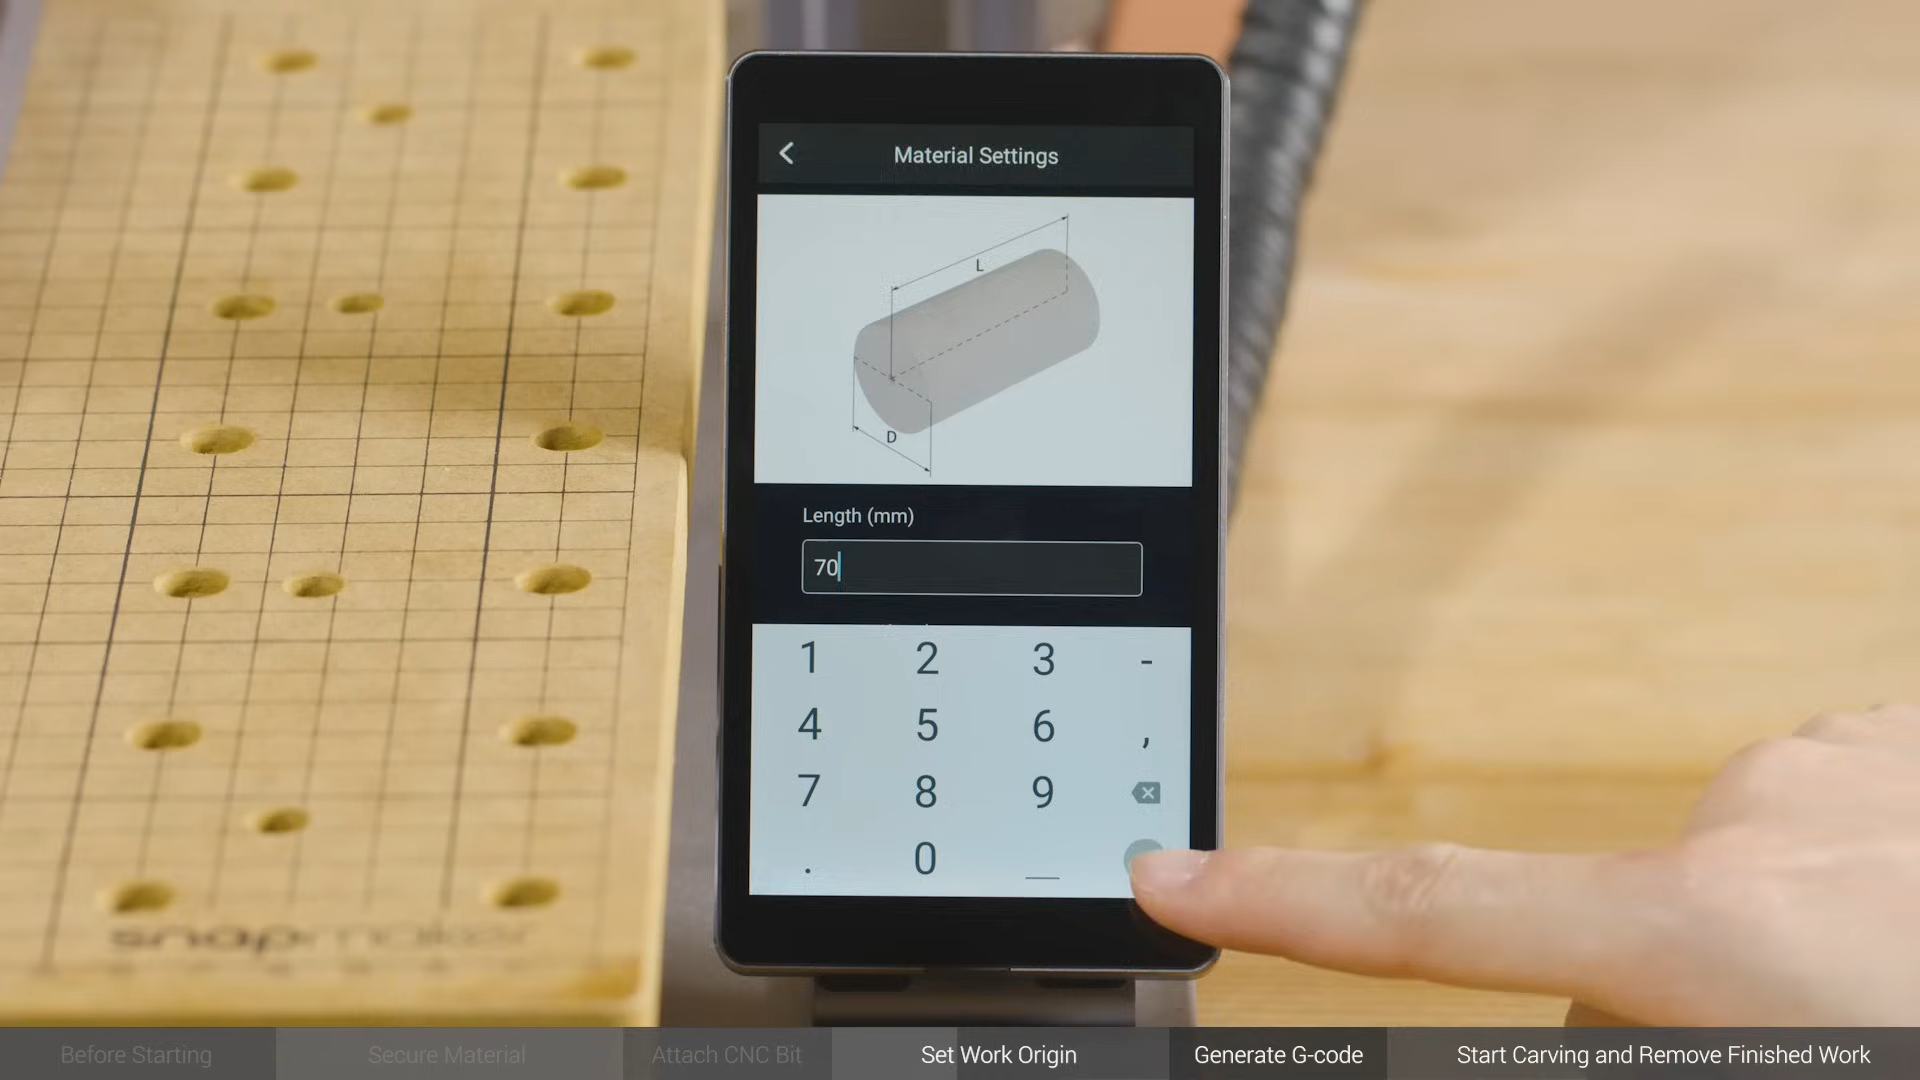 Material Settings
L
D
Length (mm)
70
1 2 3 -
4 5 6 ,
7 8 9
. 0 _
snapmaker
Before Starting Secure Material Attach CNC Bit Set Work Origin Generate G-code Start Carving and Remove Finished Work